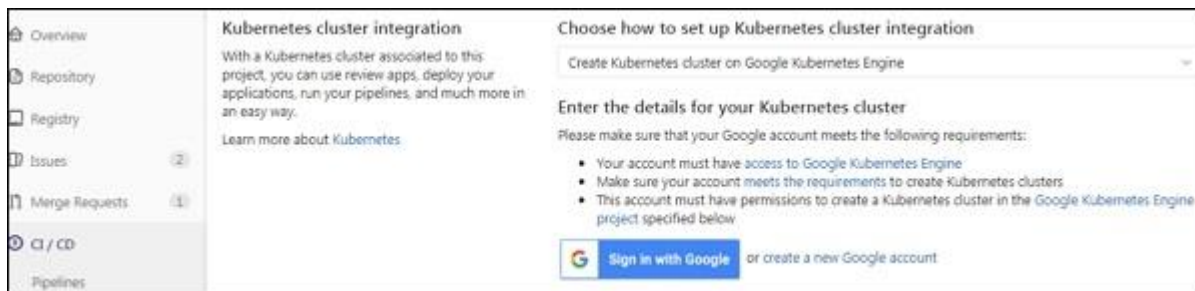 Overview
Repository
Registry
Issues 2
Merge Requests 1
CI / CD
Pipelines
Kubernetes cluster integration
With a Kubernetes cluster associated to this
project, you can use review apps, deploy your
applications, run your pipelines, and much more in
an easy way.
Learn more about Kubernetes
Choose how to set up Kubernetes cluster integration
Create Kubernetes cluster on Google Kubernetes Engine
Enter the details for your Kubernetes cluster
Please make sure that your Google account meets the following requirements:
• Your account must have access to Google Kubernetes Engine
• Make sure your account meets the requirements to create Kubernetes clusters
• This account must have permissions to create a Kubernetes cluster in the Google Kubernetes Engine
project specified below
G Sign in with Google or create a new Google account